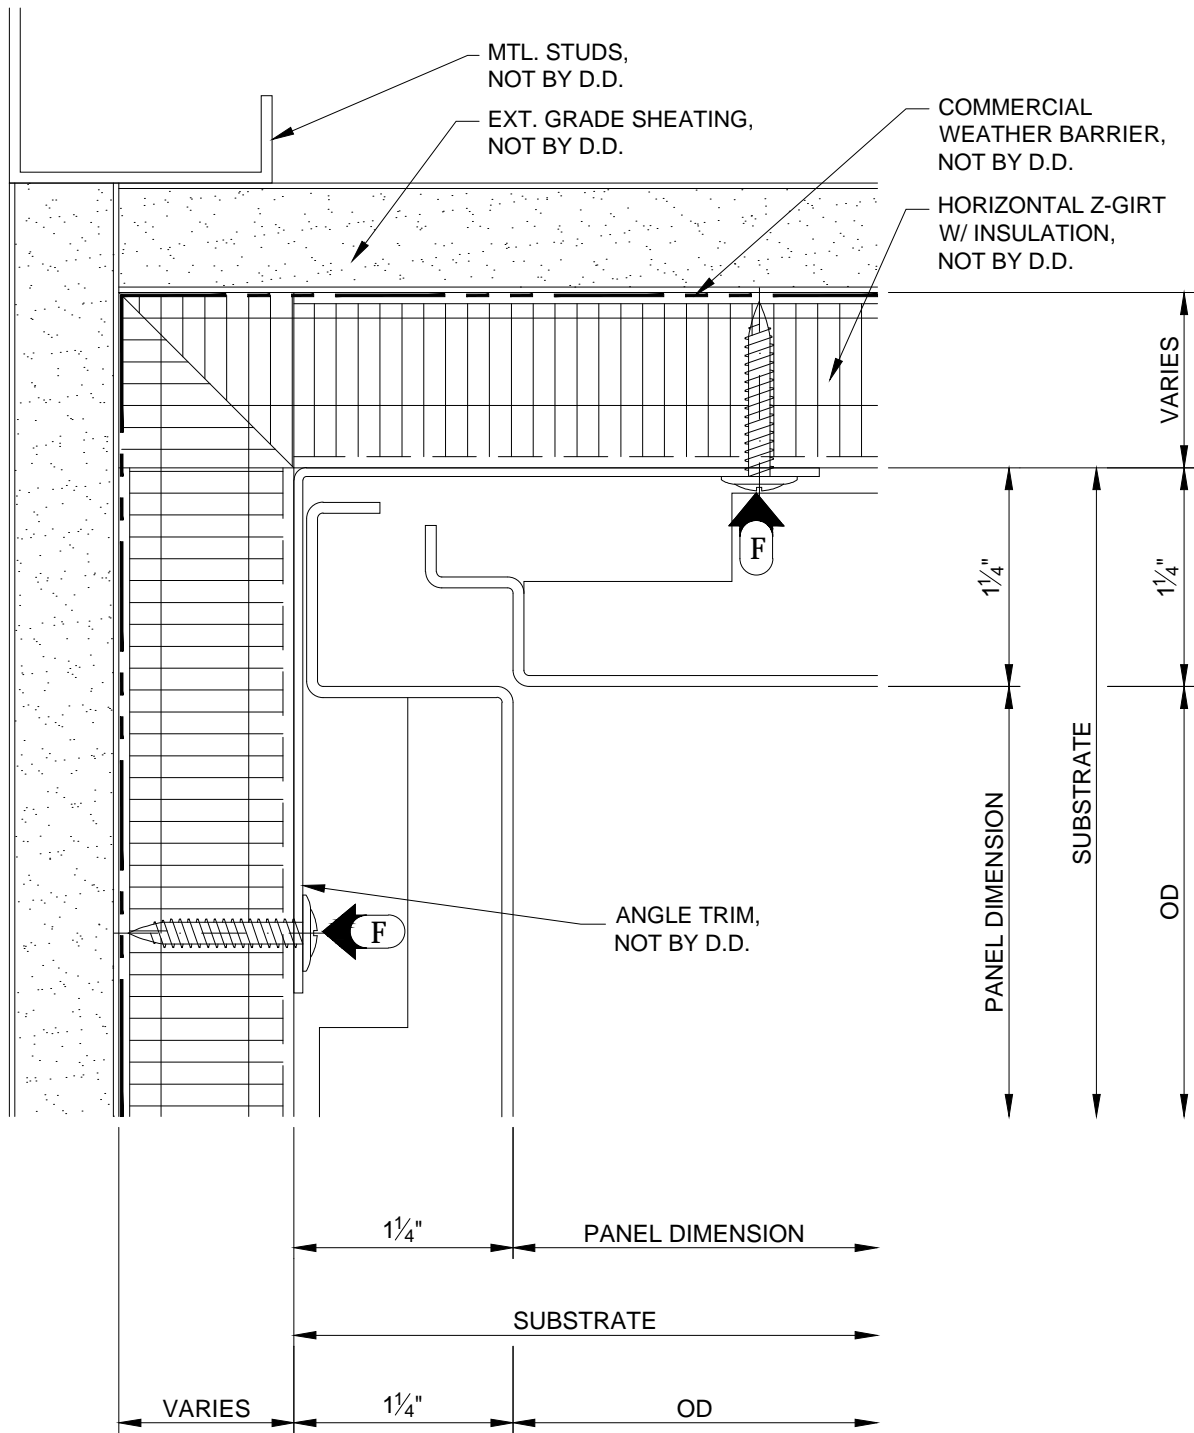 MTL. STUDS,
NOT BY D.D.
EXT. GRADE SHEATING,
NOT BY D.D.
COMMERCIAL
WEATHER BARRIER,
NOT BY D.D.
HORIZONTAL Z-GIRT
W/ INSULATION,
NOT BY D.D.
VARIES
F
1¼"
1¼"
SUBSTRATE
PANEL DIMENSION
OD
ANGLE TRIM,
NOT BY D.D.
F
1¼"
PANEL DIMENSION
SUBSTRATE
VARIES
1¼"
OD